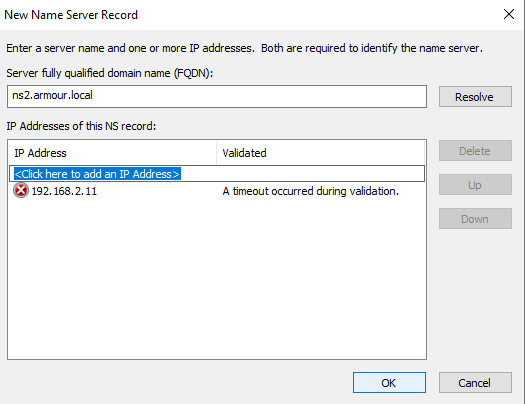 New Name Server Record
Enter a server name and one or more IP addresses. Both are required to identify the name server.
Server fully qualified domain name (FQDN):
ns2.armour.local
Resolve
IP Addresses of this NS record:
IP Address Validated
Delete
<Click here to add an IP Address>
192.168.2.11 A timeout occurred during validation.
Up
Down
OK Cancel